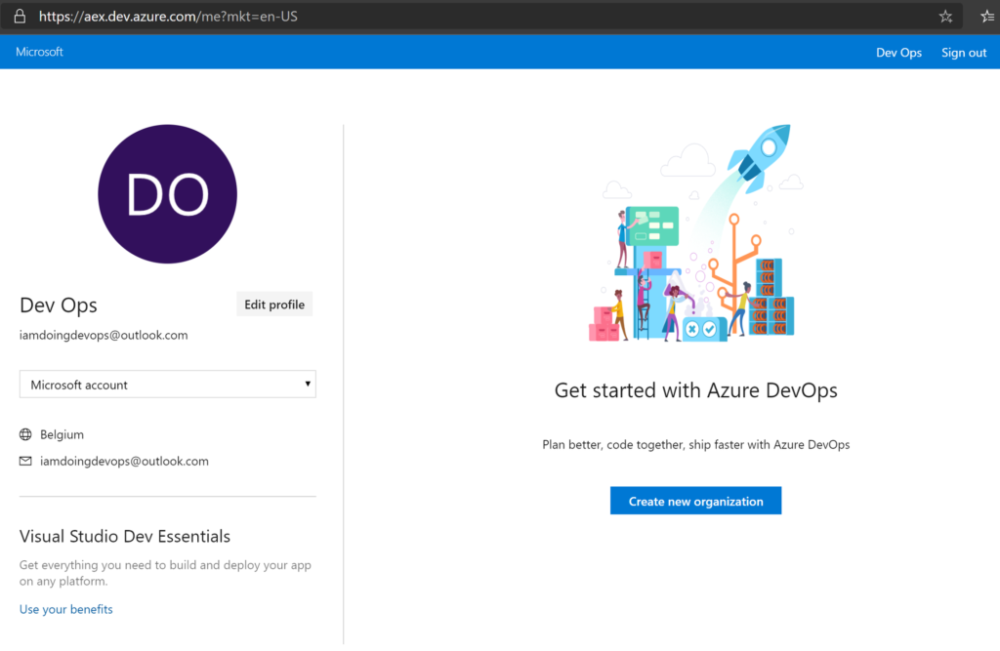 https://aex.dev.azure.com/me?mkt=en-US
Microsoft
Dev Ops
Sign out
DO
Dev Ops
Edit profile
iamdoingdevops@outlook.com
Microsoft account
Belgium
iamdoingdevops@outlook.com
Visual Studio Dev Essentials
Get everything you need to build and deploy your app
on any platform.
Use your benefits
Get started with Azure DevOps
Plan better, code together, ship faster with Azure DevOps
Create new organization